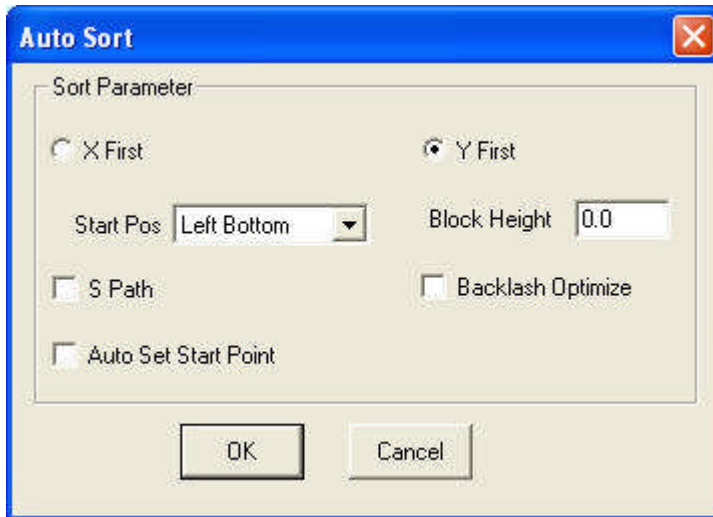 Auto Sort
Sort Parameter
X First
Y First
Start Pos
Left Bottom
Block Height
0.0
S Path
Backlash Optimize
Auto Set Start Point
OK
Cancel